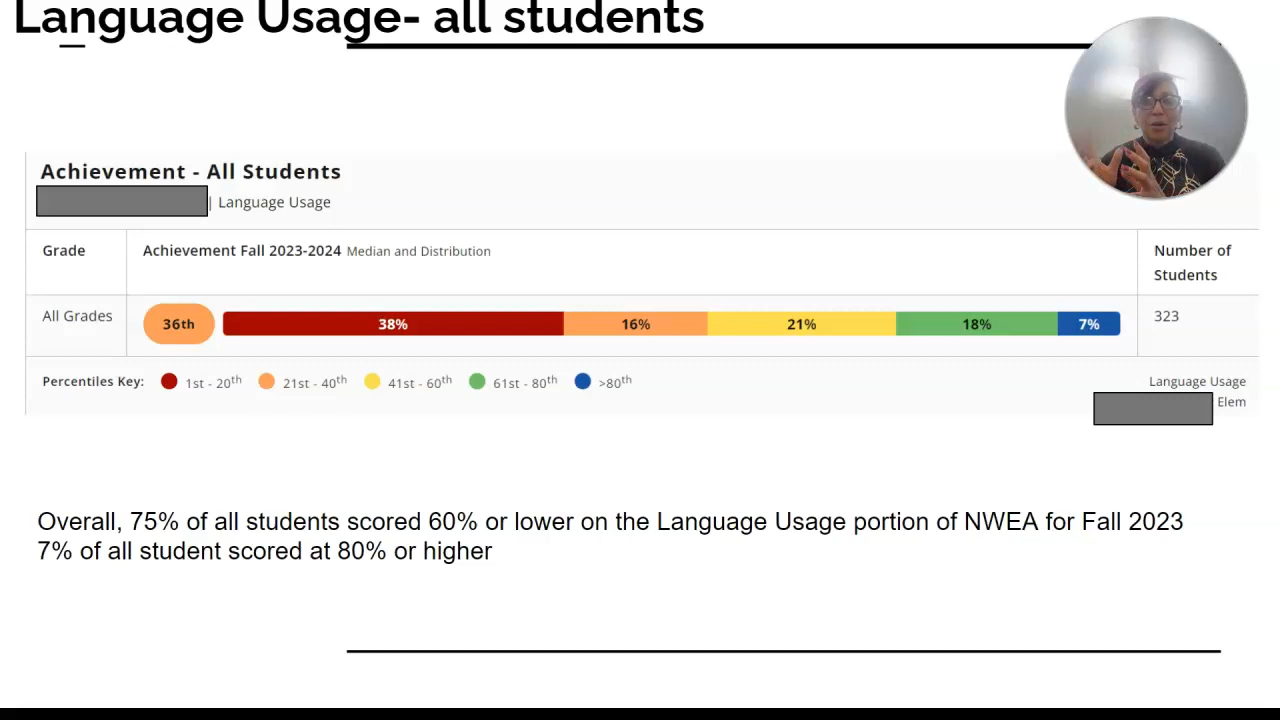 Language Usage- all students
Achievement - All Students
| Language Usage
Grade
Achievement Fall 2023-2024 Median and Distribution
Number of
Students
All Grades
36th
38%
16%
21%
18%
7%
323
Percentiles Key:
1st - 20th
21st - 40th
41st - 60th
61st - 80th
>80th
Language Usage
Elem
Overall, 75% of all students scored 60% or lower on the Language Usage portion of NWEA for Fall 2023
7% of all student scored at 80% or higher